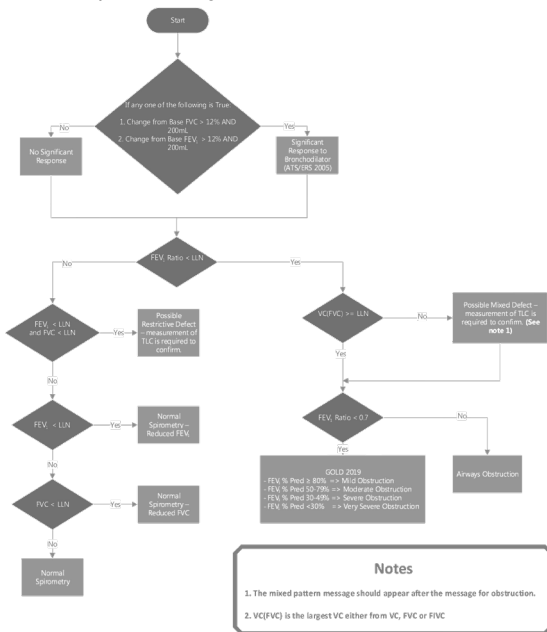 Start
If any one of the following is True
1. Change from Base FVC > 12% AND
200mL
2. Change from Base FEV₁ > 12% AND
200mL
No
Yes
No Significant
Response
Significant
Response to
Bronchodilator
(ATS/ERS 2005)
FEV₁ Ratio < LLN
No
Yes
FEV₁ < LLN
and FVC < LLN
Yes
Possible
Restrictive Defect
– measurement of
TLC is required to
confirm.
VC(FVC) >= LLN
No
Possible Mixed Defect –
measurement of TLC is
required to confirm. (See
note 1)
No
Yes
FEV₁ < LLN
Yes
Normal
Spirometry –
Reduced FEV₁
FEV₁ Ratio < 0.7
No
Airways Obstruction
Yes
No
GOLD 2019
- FEV₁ % Pred ≥ 80% => Mild Obstruction
- FEV₁ % Pred 50-79% => Moderate Obstruction
- FEV₁ % Pred 30-49% => Severe Obstruction
- FEV₁ % Pred <30% => Very Severe Obstruction
FVC < LLN
Yes
Normal
Spirometry –
Reduced FVC
No
Normal
Spirometry
Notes
1. The mixed pattern message should appear after the message for obstruction.
2. VC(FVC) is the largest VC either from VC, FVC or FIVC